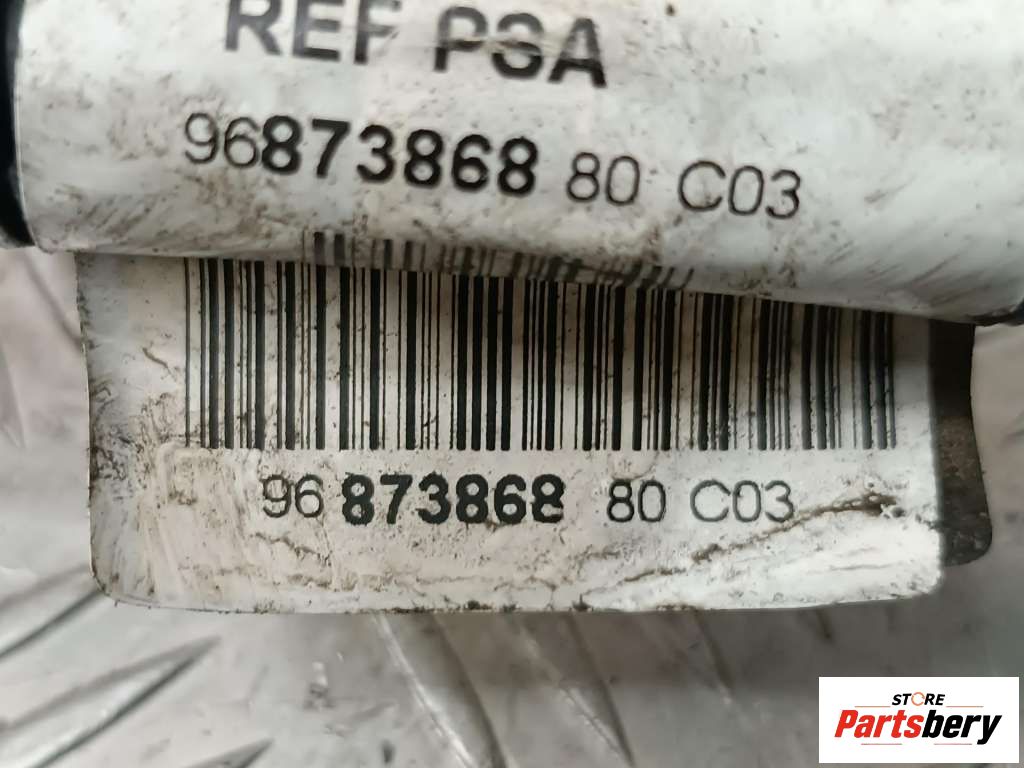 REF PSA
96873868 80 C03
96 873868 80 C03
STORE
Partsbery